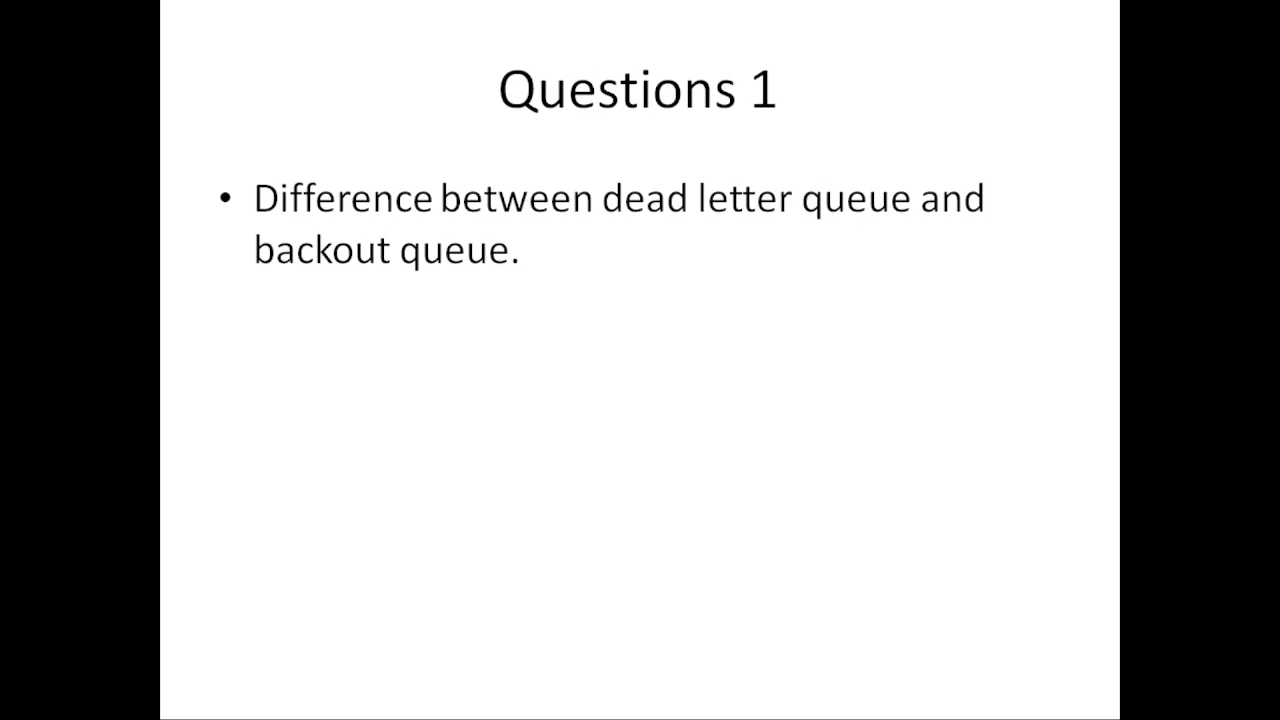 Questions 1
• Difference between dead letter queue and
backout queue.